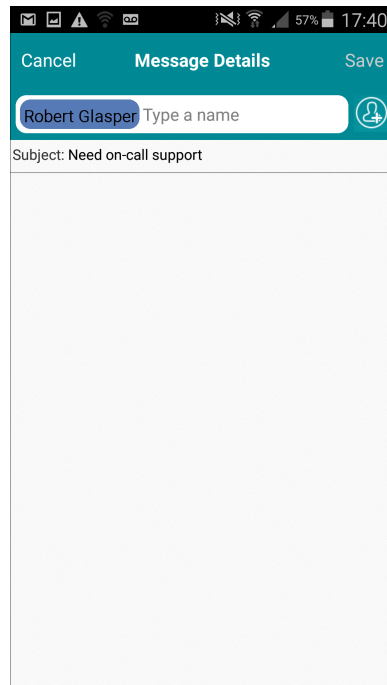 57% 17:40
Cancel Message Details Save
Robert Glasper Type a name
Subject: Need on-call support